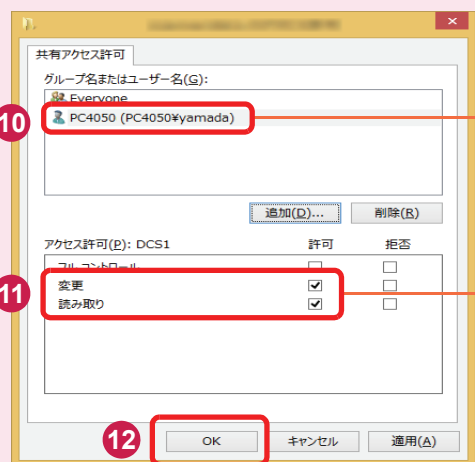 ×
共有アクセス許可
グループ名またはユーザー名(G):
Everyone
10
PC4050 (PC4050¥yamada)
追加(D)... 削除(R)
アクセス許可(P): DCS1 許可 拒否
フル コントロール
11
変更
読み取り
12
OK キャンセル 適用(A)